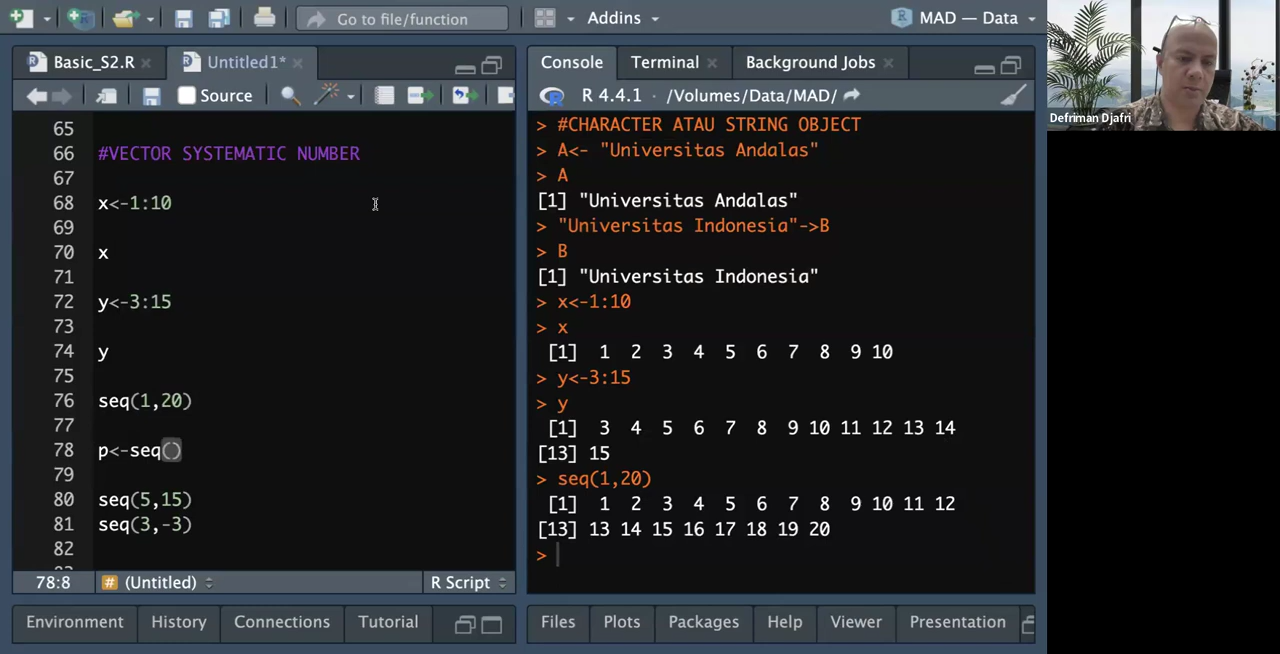 Go to file/function
Addins
MAD — Data
Basic_S2.R
Untitled1*
Source
65
66 #VECTOR SYSTEMATIC NUMBER
67
68 x<-1:10
69
70 x
71
72 y<-3:15
73
74 y
75
76 seq(1,20)
77
78 p<-seq()
79
80 seq(5,15)
81 seq(3,-3)
82
78:8
# (Untitled)
R Script
Environment
History
Connections
Tutorial
Console
Terminal
Background Jobs
R 4.4.1 · /Volumes/Data/MAD/
> #CHARACTER ATAU STRING OBJECT
> A<- "Universitas Andalas"
> A
[1] "Universitas Andalas"
> "Universitas Indonesia"->B
> B
[1] "Universitas Indonesia"
> x<-1:10
> x
[1] 1 2 3 4 5 6 7 8 9 10
> y<-3:15
> y
[1] 3 4 5 6 7 8 9 10 11 12 13 14
[13] 15
> seq(1,20)
[1] 1 2 3 4 5 6 7 8 9 10 11 12
[13] 13 14 15 16 17 18 19 20
>
Files
Plots
Packages
Help
Viewer
Presentation
Defriman Djafri